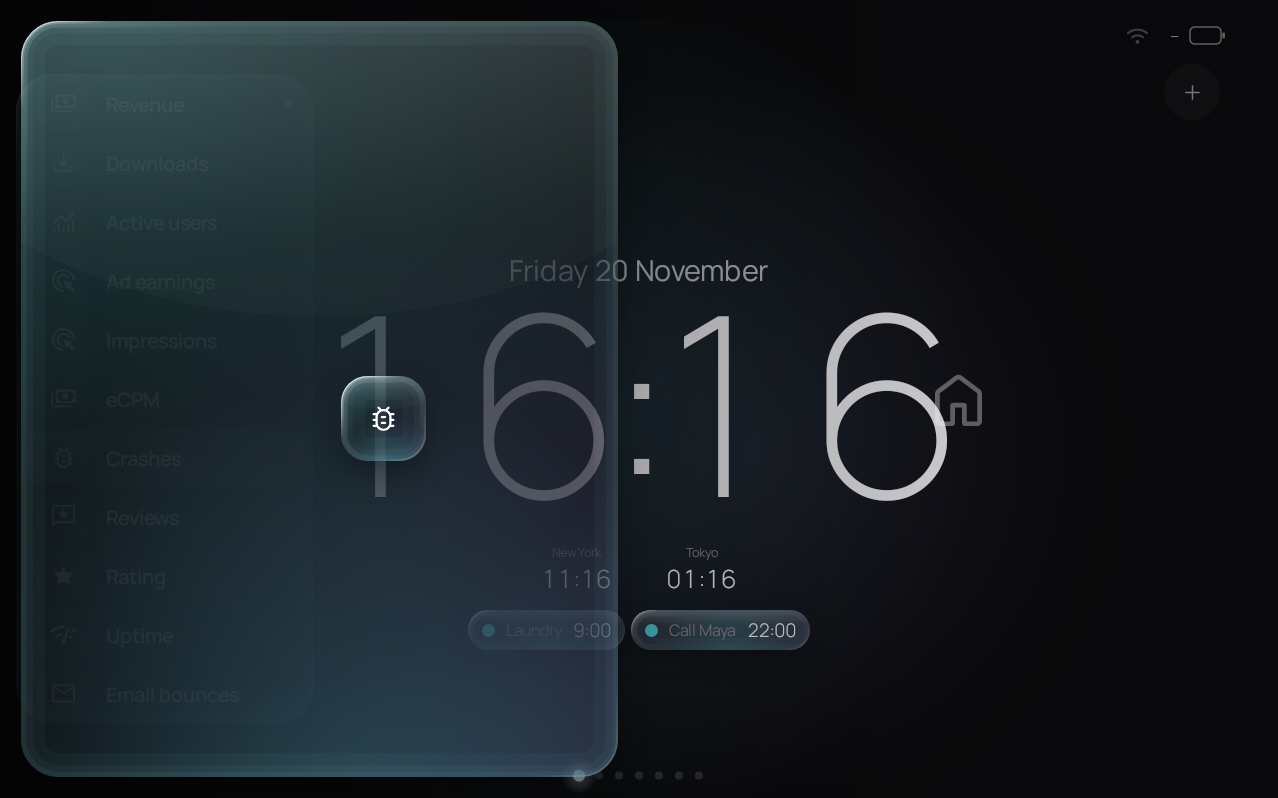 –
+
Revenue
Downloads
Active users
Ad earnings
Impressions
eCPM
Crashes
Reviews
Rating
Uptime
Email bounces
Friday 20 November
16:16
New York
11:16
Tokyo
01:16
Laundry 9:00
Call Maya 22:00